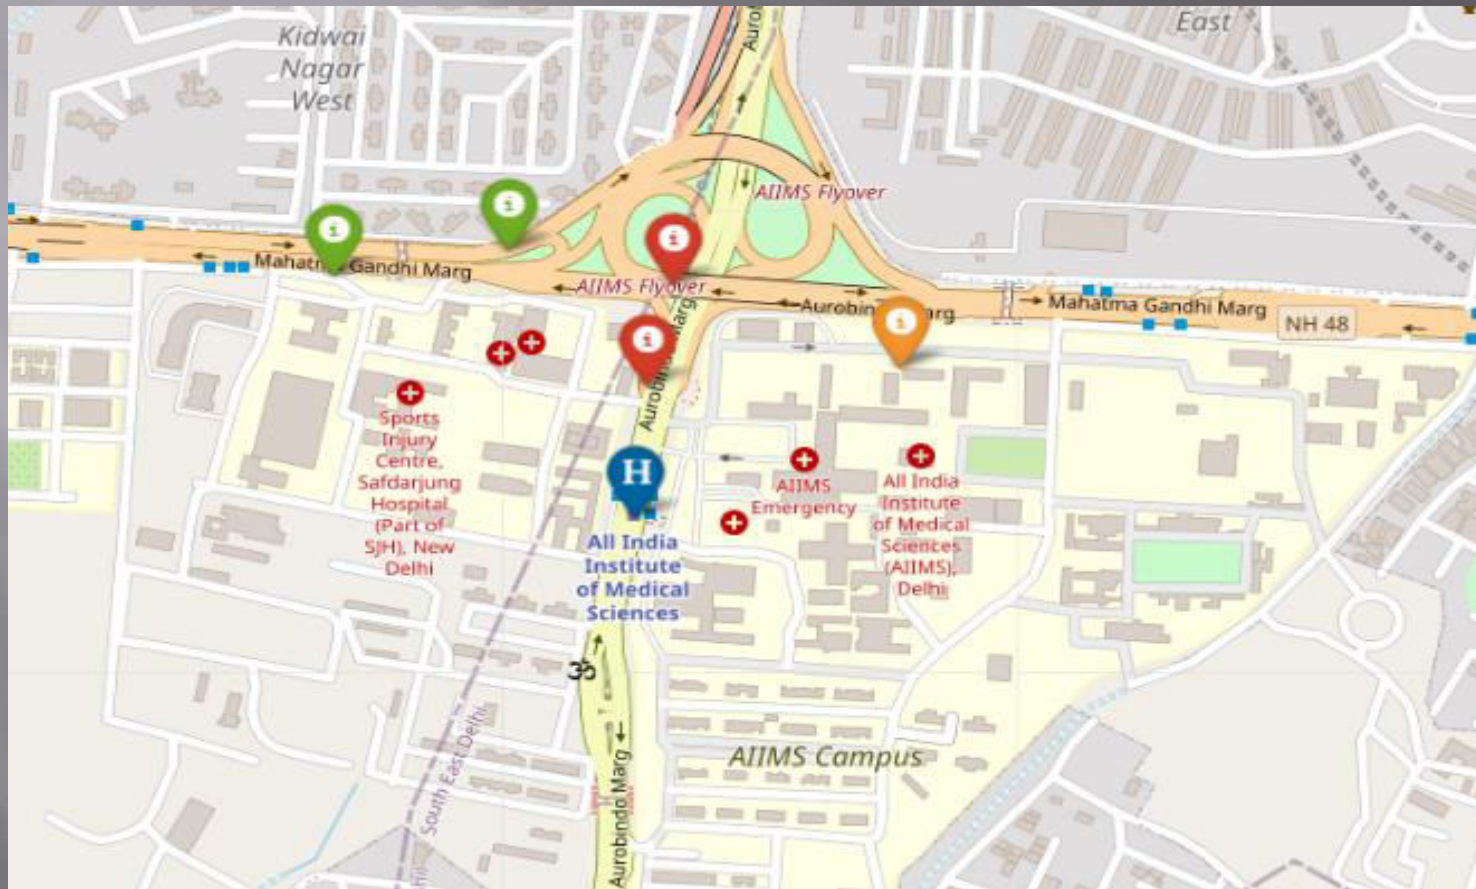 Kidwai
Nagar
West
East
AIIMS Flyover
Mahatma Gandhi Marg
AIIMS Flyover
Mahatma Gandhi Marg
NH 48
Aurobindo Marg
Sports
Injury
Centre,
Safdarjung
Hospital
(Part of
SJH), New
Delhi
H
AIIMS
Emergency
All India
Institute
of Medical
Sciences
(AIIMS),
Delhi
All India
Institute
of Medical
Sciences
ॐ
South East Delhi
AIIMS Campus
Aurobindo Marg